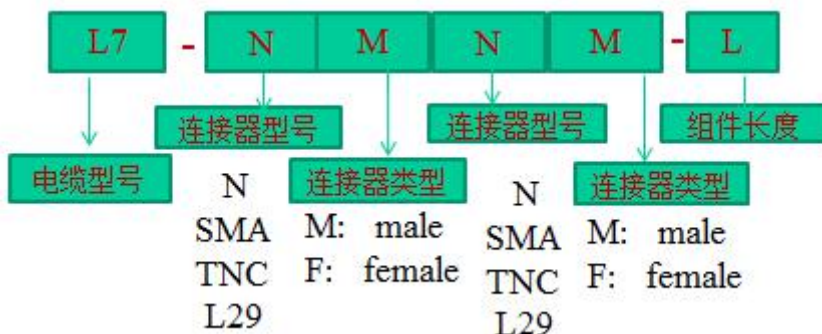 L7 - N M N M - L
连接器型号 连接器型号 组件长度
电缆型号 连接器类型 连接器类型
N N
SMA M: male SMA M: male
TNC F: female TNC F: female
L29 L29